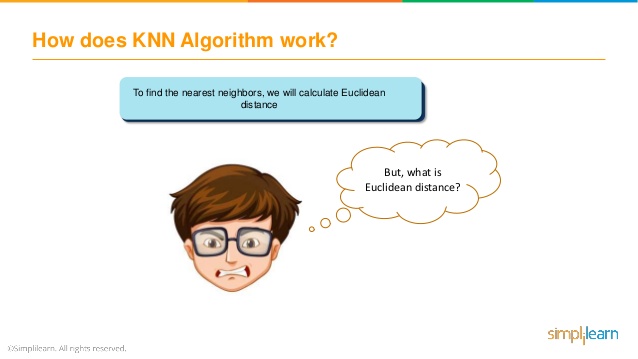 How does KNN Algorithm work?
To find the nearest neighbors, we will calculate Euclidean
distance
But, what is
Euclidean distance?
©Simplilearn. All rights reserved.
simplilearn